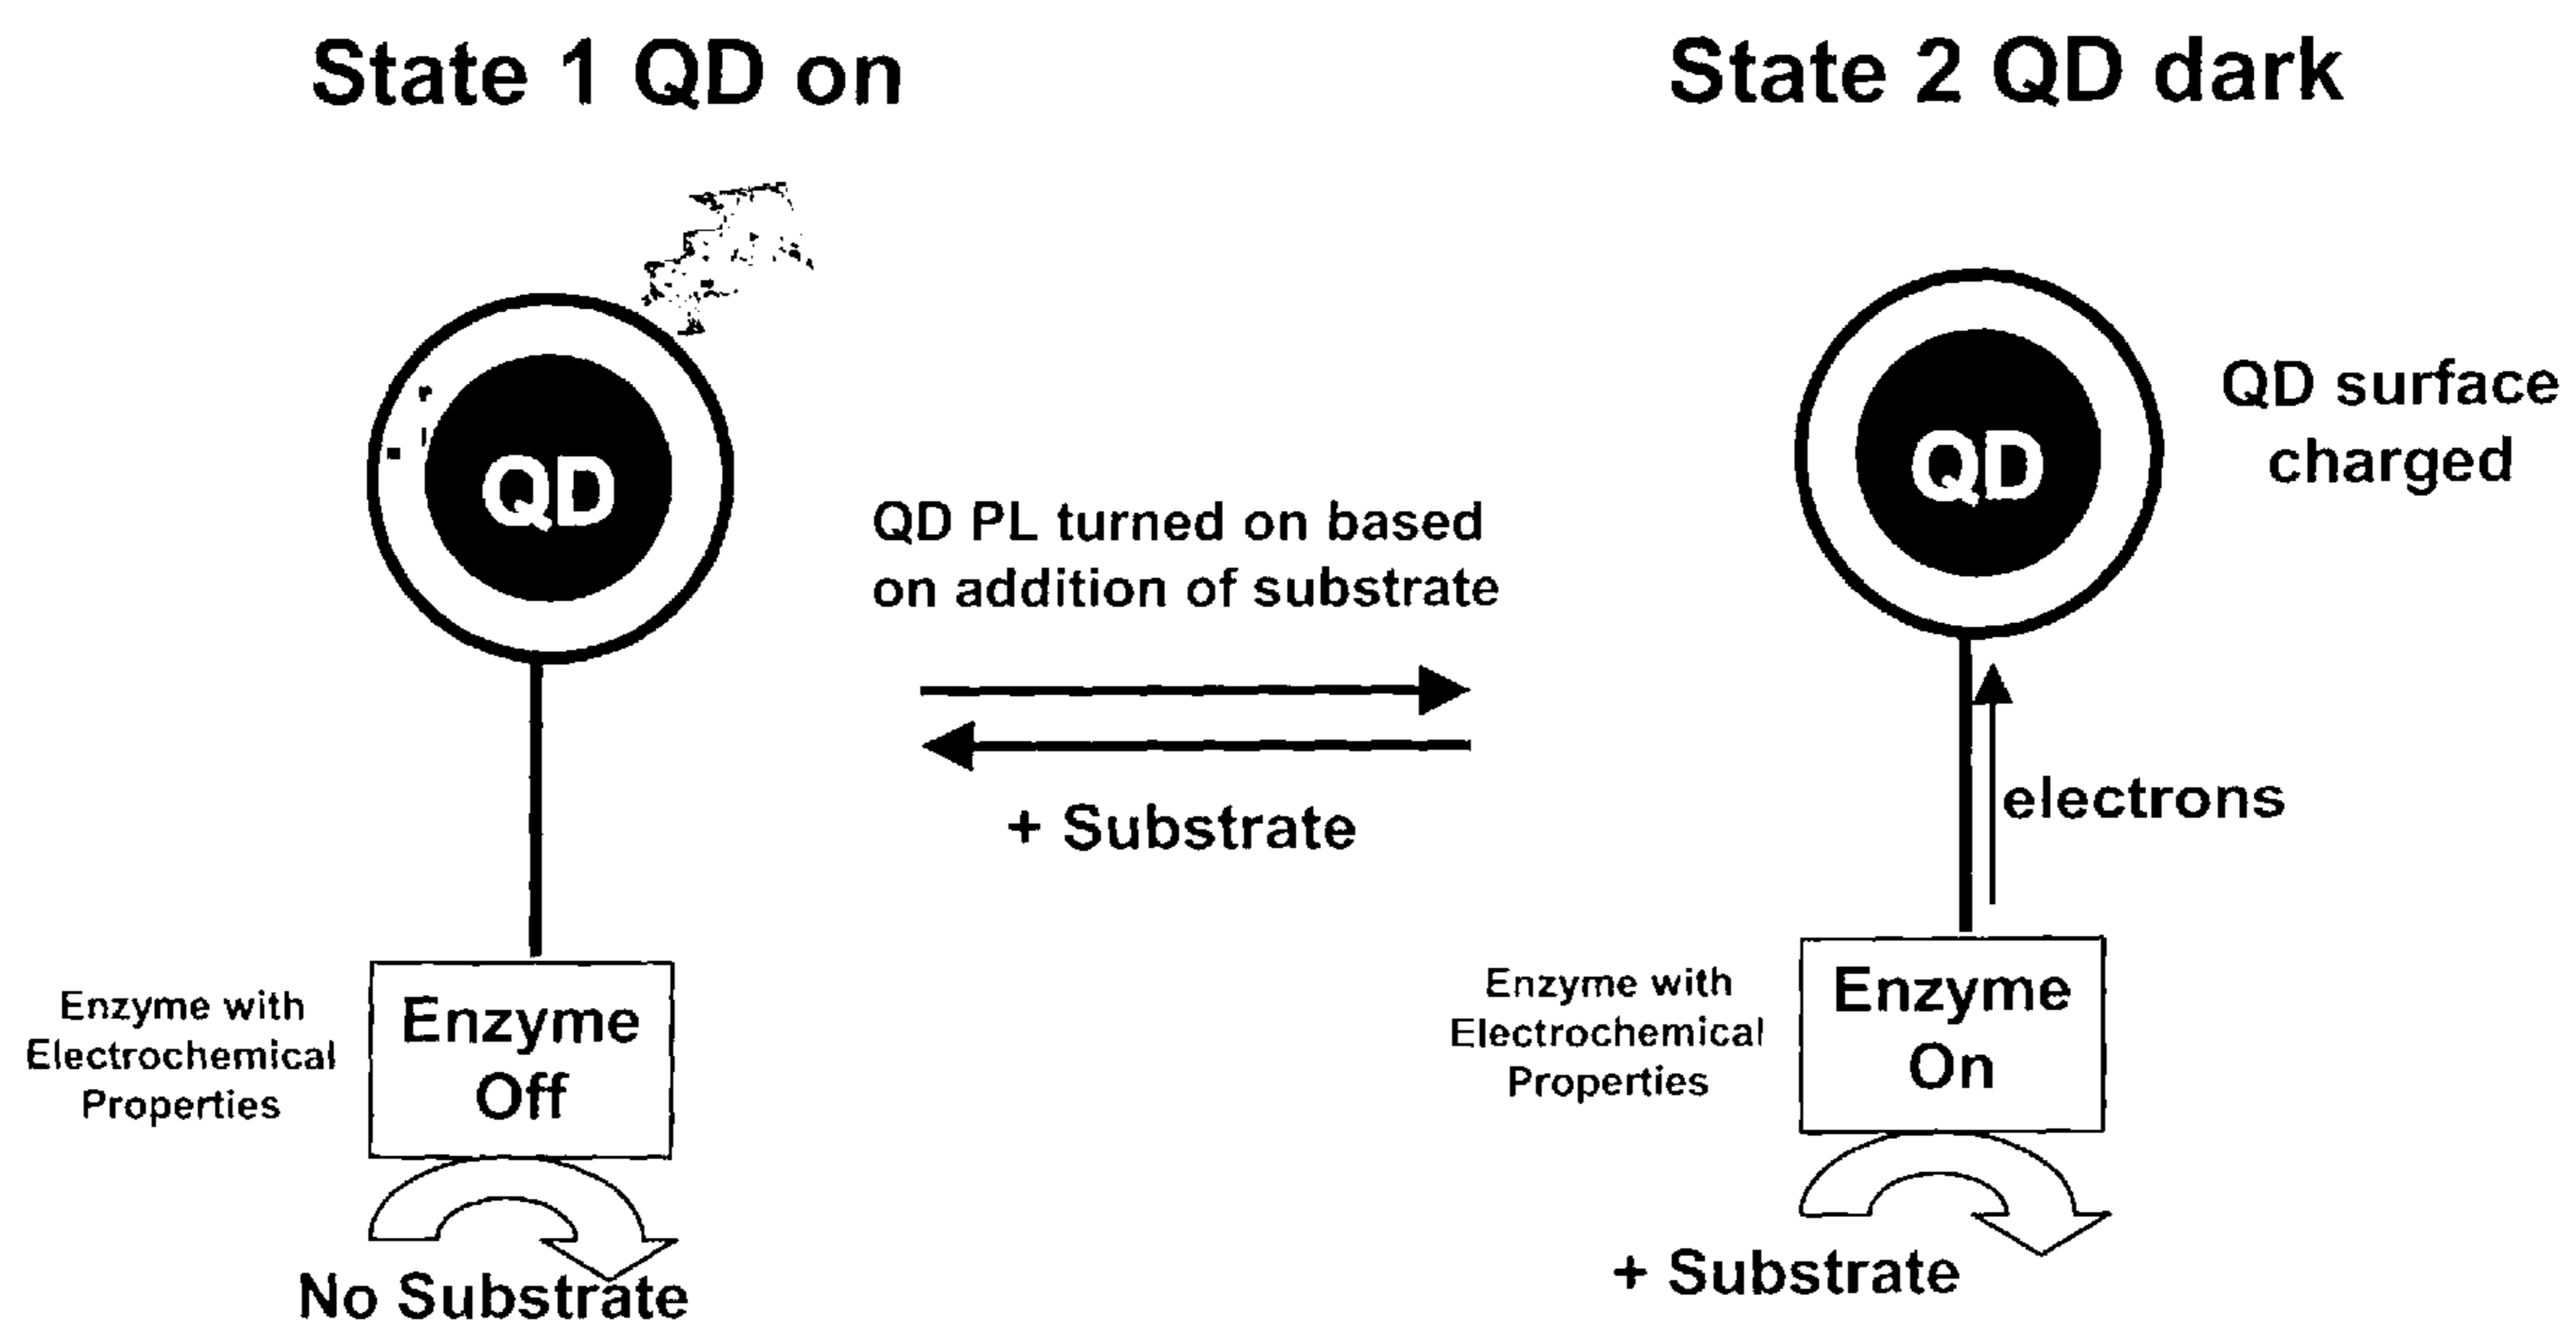 State 1 QD on
State 2 QD dark
QD
QD PL turned on based
on addition of substrate
+ Substrate
QD
QD surface
charged
electrons
Enzyme with
Electrochemical
Properties
Enzyme
Off
No Substrate
Enzyme with
Electrochemical
Properties
Enzyme
On
+ Substrate